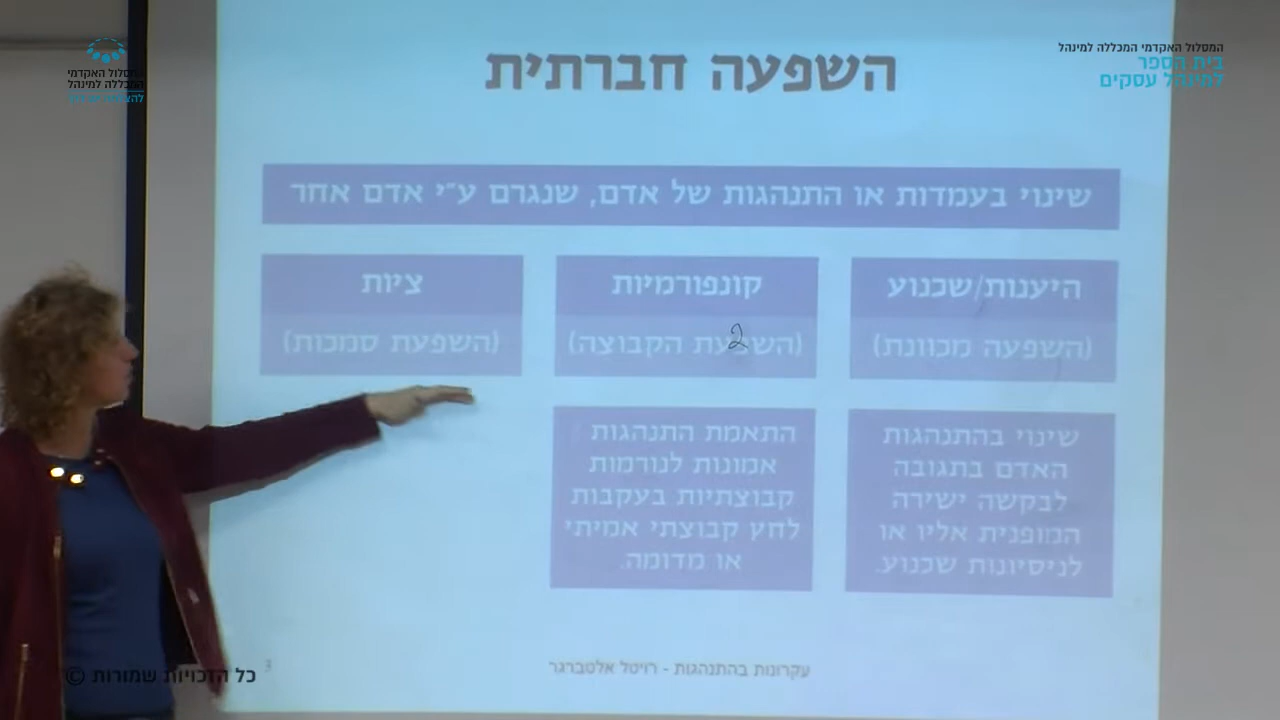 השפעה חברתית
המסלול האקדמי המכללה למינהל
בית הספר
למינהל עסקים
המסלול האקדמי
המכללה למינהל
שינוי בעמדות או התנהגות של אדם, שנגרם ע"י אדם אחר
היענות/שכנוע
(השפעה מכוונת)
קונפורמיות
(השפעת הקבוצה)
2
ציות
(השפעת סמכות)
שינוי בהתנהגות
האדם בתגובה
לבקשה ישירה
המופנית אליו או
לניסיונות שכנוע.
התאמת התנהגות
אמונות לנורמות
קבוצתיות בעקבות
לחץ קבוצתי אמיתי
או מדומה.
עקרונות בהתנהגות - רויטל אלטברגר
3
כל הזכויות שמורות ©